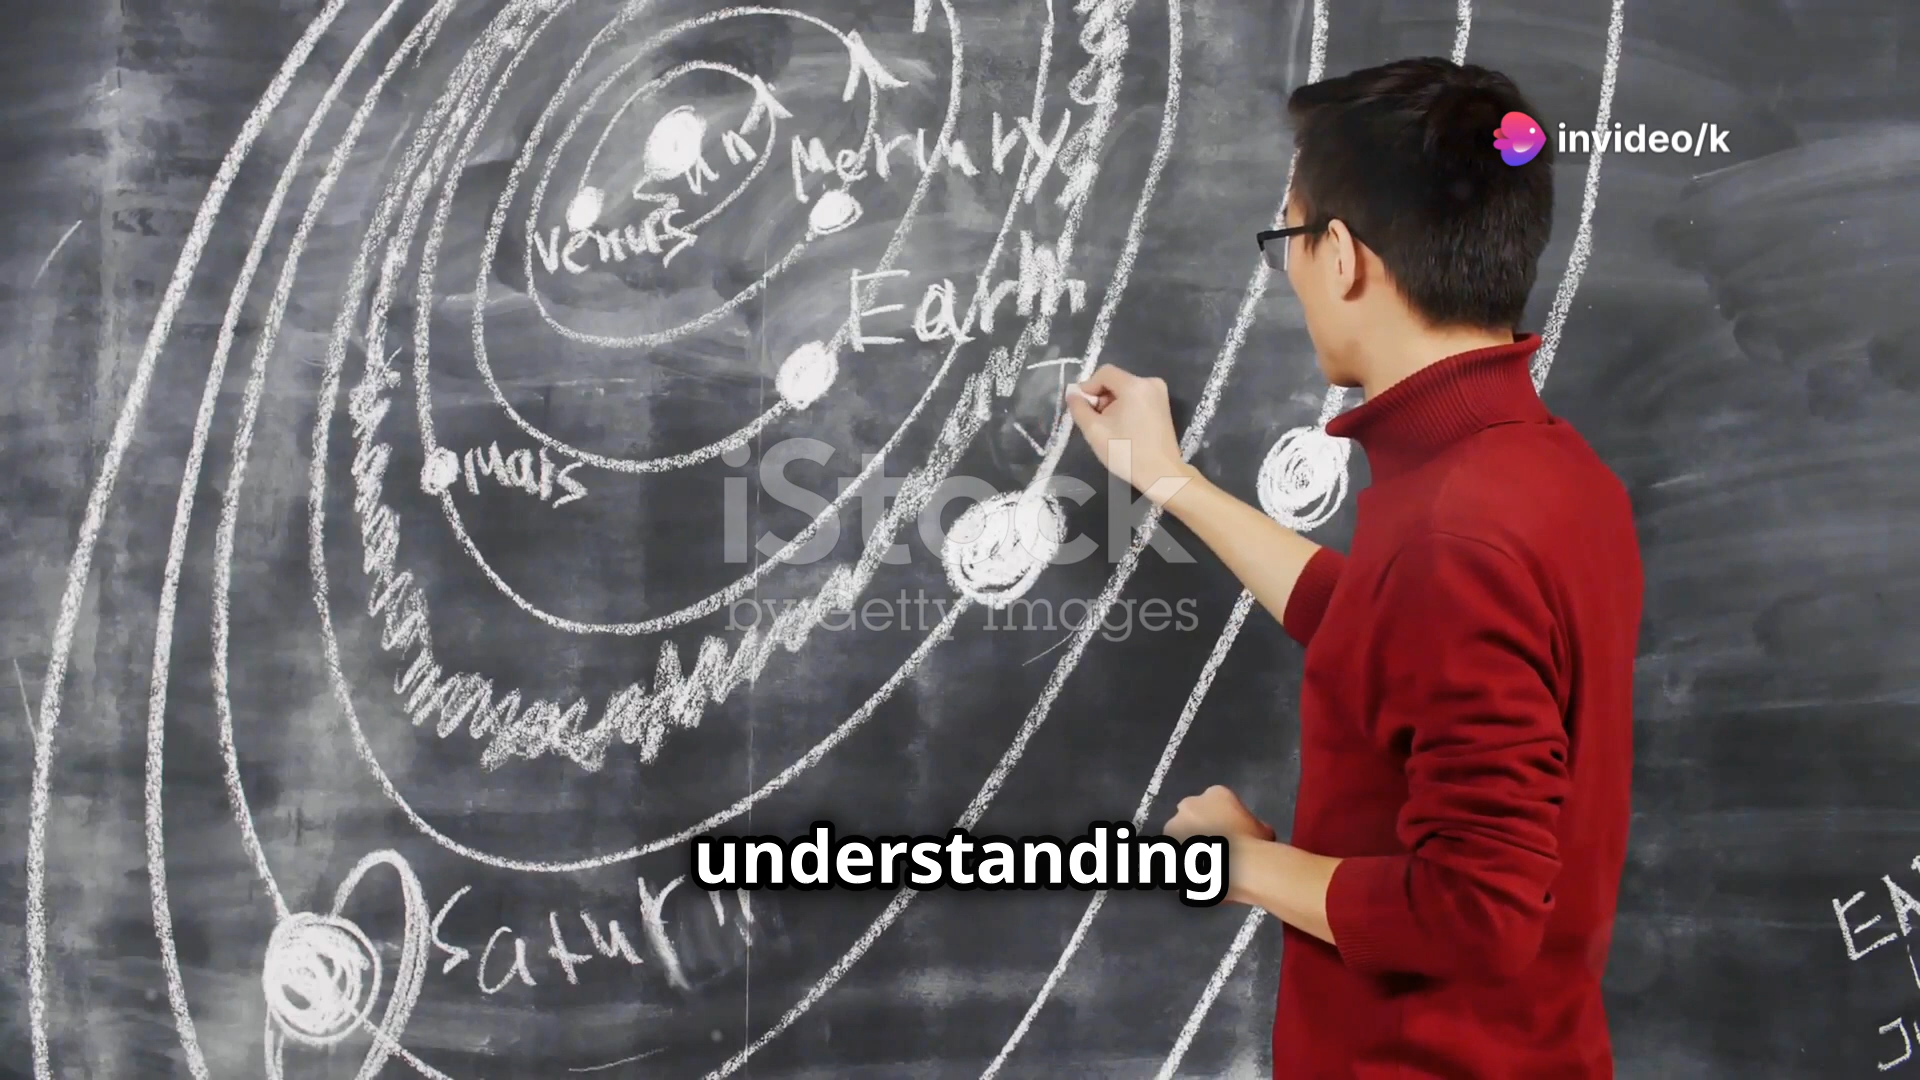 invideo/k
Sun
Mercury
Venus
Earth
Mars
iStock
by Getty Images
understanding
Saturn